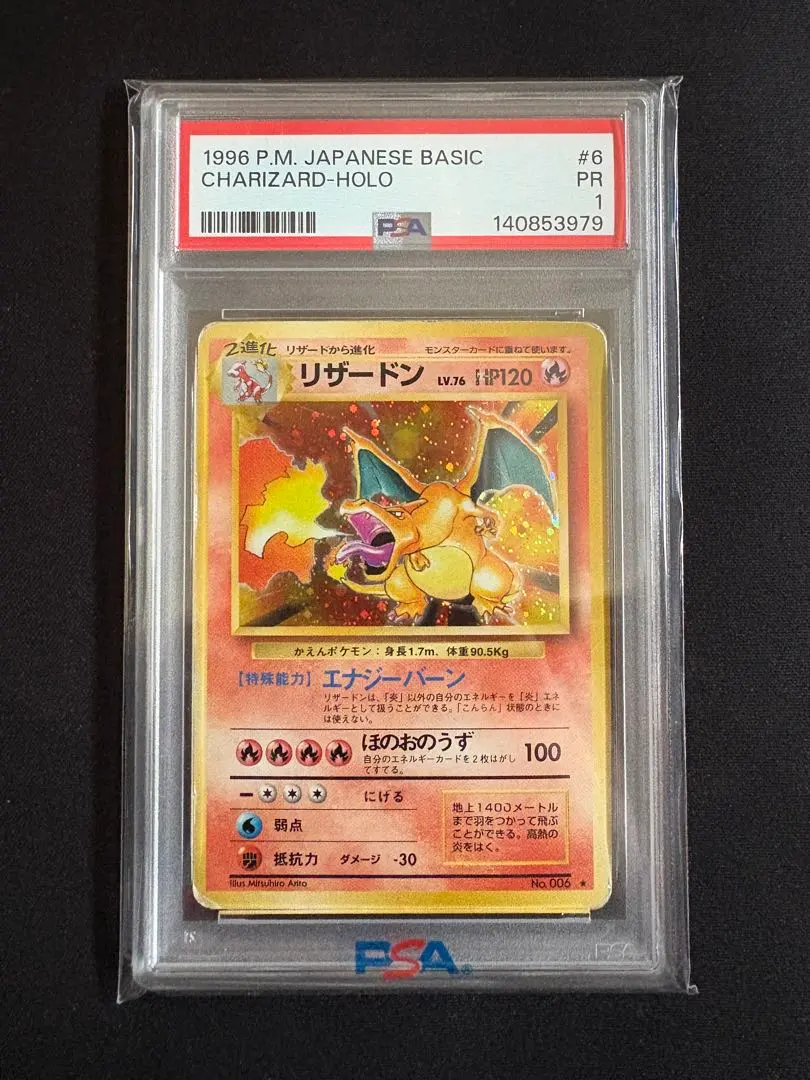 1996 P.M. JAPANESE BASIC #6
CHARIZARD-HOLO PR
1
PSA 140853979
2進化 リザードから進化 モンスターカードに重ねて使います。
リザードン LV.76 HP120
かえんポケモン：身長1.7m、体重90.5Kg
【特殊能力】エナジーバーン
リザードンは、「炎」以外の自分のエネルギーを「炎」エネ
ルギーとして扱うことができる。「こんらん」状態のときに
は使えない。
ほのおのうず 100
自分のエネルギーカードを2枚はがし
てすてる。
にげる
弱点
抵抗力 ダメージ -30
地上1400メートル
まで羽をつかって飛ぶ
ことができる。高熱の
炎をはく。
Illus. Mitsuhiro Arita No. 006 ★
PSA
PSA